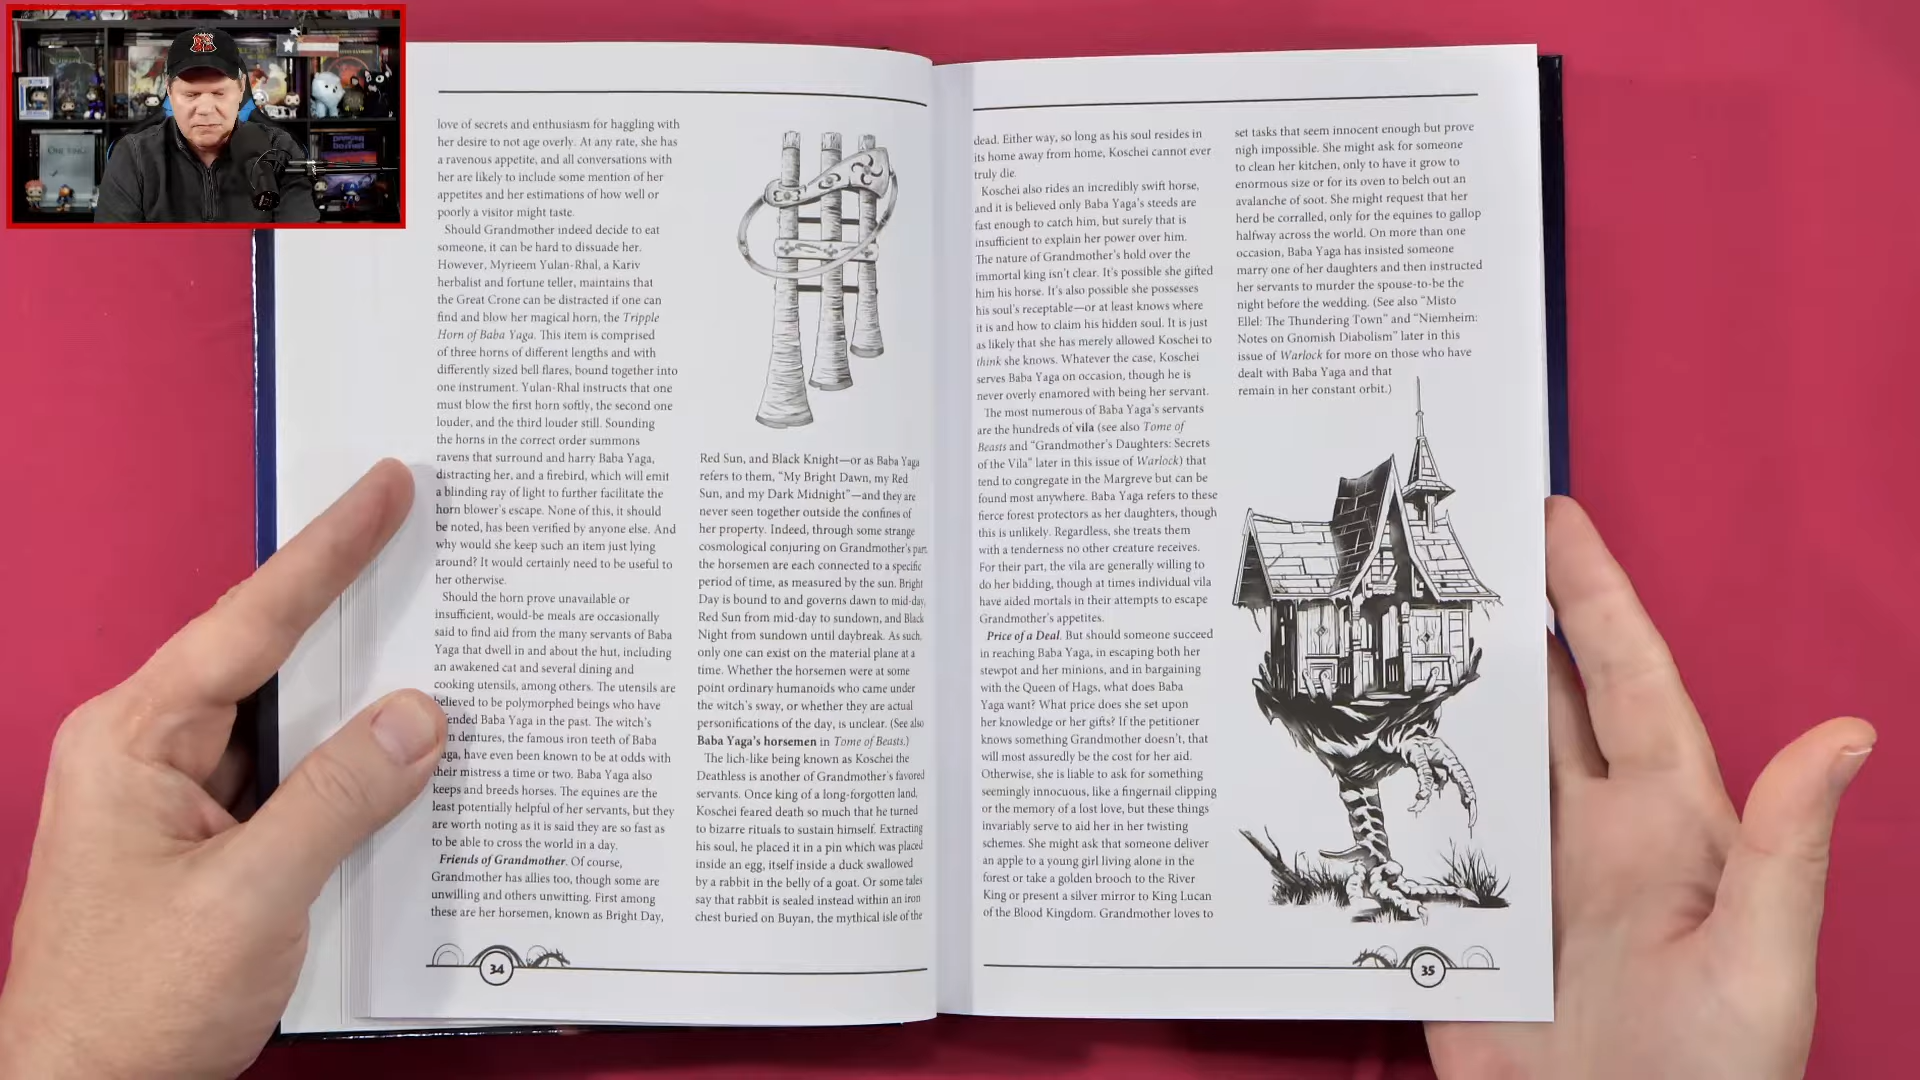 love of secrets and enthusiasm for haggling with
her desire to not age overly. At any rate, she has
a ravenous appetite, and all conversations with
her are likely to include some mention of her
appetites and her estimations of how well or
poorly a visitor might taste.
Should Grandmother indeed decide to eat
someone, it can be hard to dissuade her.
However, Myrieem Yulan-Rhal, a Kariv
herbalist and fortune teller, maintains that
the Great Crone can be distracted if one can
find and blow her magical horn, the Tripple
Horn of Baba Yaga. This item is comprised
of three horns of different lengths and with
differently sized bell flares, bound together into
one instrument. Yulan-Rhal instructs that one
must blow the first horn softly, the second one
louder, and the third louder still. Sounding
the horns in the correct order summons
ravens that surround and harry Baba Yaga,
distracting her, and a firebird, which will emit
a blinding ray of light to further facilitate the
horn blower's escape. None of this, it should
be noted, has been verified by anyone else. And
why would she keep such an item just lying
around? It would certainly need to be useful to
her otherwise.
Should the horn prove unavailable or
insufficient, would-be meals are occasionally
said to find aid from the many servants of Baba
Yaga that dwell in and about the hut, including
an awakened cat and several dining and
cooking utensils, among others. The utensils are
believed to be polymorphed beings who have
ended Baba Yaga in the past. The witch's
n dentures, the famous iron teeth of Baba
aga, have even been known to be at odds with
their mistress a time or two. Baba Yaga also
keeps and breeds horses. The equines are the
least potentially helpful of her servants, but they
are worth noting as it is said they are so fast as
to be able to cross the world in a day.
Friends of Grandmother. Of course,
Grandmother has allies too, though some are
unwilling and others unwitting. First among
these are her horsemen, known as Bright Day,
Red Sun, and Black Knight—or as Baba Yaga
refers to them, "My Bright Dawn, my Red
Sun, and my Dark Midnight"—and they are
never seen together outside the confines of
her property. Indeed, through some strange
cosmological conjuring on Grandmother's part,
the horsemen are each connected to a specific
period of time, as measured by the sun. Bright
Day is bound to and governs dawn to mid-day,
Red Sun from mid-day to sundown, and Black
Night from sundown until daybreak. As such,
only one can exist on the material plane at a
time. Whether the horsemen were at some
point ordinary humanoids who came under
the witch's sway, or whether they are actual
personifications of the day, is unclear. (See also
Baba Yaga's horsemen in Tome of Beasts.)
The lich-like being known as Koschei the
Deathless is another of Grandmother's favored
servants. Once king of a long-forgotten land,
Koschei feared death so much that he turned
to bizarre rituals to sustain himself. Extracting
his soul, he placed it in a pin which was placed
inside an egg, itself inside a duck swallowed
by a rabbit in the belly of a goat. Or some tales
say that rabbit is sealed instead within an iron
chest buried on Buyan, the mythical isle of the
34
dead. Either way, so long as his soul resides in
its home away from home, Koschei cannot ever
truly die.
Koschei also rides an incredibly swift horse,
and it is believed only Baba Yaga's steeds are
fast enough to catch him, but surely that is
insufficient to explain her power over him.
The nature of Grandmother's hold over the
immortal king isn't clear. It's possible she gifted
him his horse. It's also possible she possesses
his soul's receptable—or at least knows where
it is and how to claim his hidden soul. It is just
as likely that she has merely allowed Koschei to
think she knows. Whatever the case, Koschei
serves Baba Yaga on occasion, though he is
never overly enamored with being her servant.
The most numerous of Baba Yaga's servants
are the hundreds of vila (see also Tome of
Beasts and "Grandmother's Daughters: Secrets
of the Vila" later in this issue of Warlock) that
tend to congregate in the Margreve but can be
found most anywhere. Baba Yaga refers to these
fierce forest protectors as her daughters, though
this is unlikely. Regardless, she treats them
with a tenderness no other creature receives.
For their part, the vila are generally willing to
do her bidding, though at times individual vila
have aided mortals in their attempts to escape
Grandmother's appetites.
Price of a Deal. But should someone succeed
in reaching Baba Yaga, in escaping both her
stewpot and her minions, and in bargaining
with the Queen of Hags, what does Baba
Yaga want? What price does she set upon
her knowledge or her gifts? If the petitioner
knows something Grandmother doesn't, that
will most assuredly be the cost for her aid.
Otherwise, she is liable to ask for something
seemingly innocuous, like a fingernail clipping
or the memory of a lost love, but these things
invariably serve to aid her in her twisting
schemes. She might ask that someone deliver
an apple to a young girl living alone in the
forest or take a golden brooch to the River
King or present a silver mirror to King Lucan
of the Blood Kingdom. Grandmother loves to
set tasks that seem innocent enough but prove
nigh impossible. She might ask for someone
to clean her kitchen, only to have it grow to
enormous size or for its oven to belch out an
avalanche of soot. She might request that her
herd be corralled, only for the equines to gallop
halfway across the world. On more than one
occasion, Baba Yaga has insisted someone
marry one of her daughters and then instructed
her servants to murder the spouse-to-be the
night before the wedding. (See also "Misto
Ellel: The Thundering Town" and "Niemheim:
Notes on Gnomish Diabolism" later in this
issue of Warlock for more on those who have
dealt with Baba Yaga and that
remain in her constant orbit.)
35